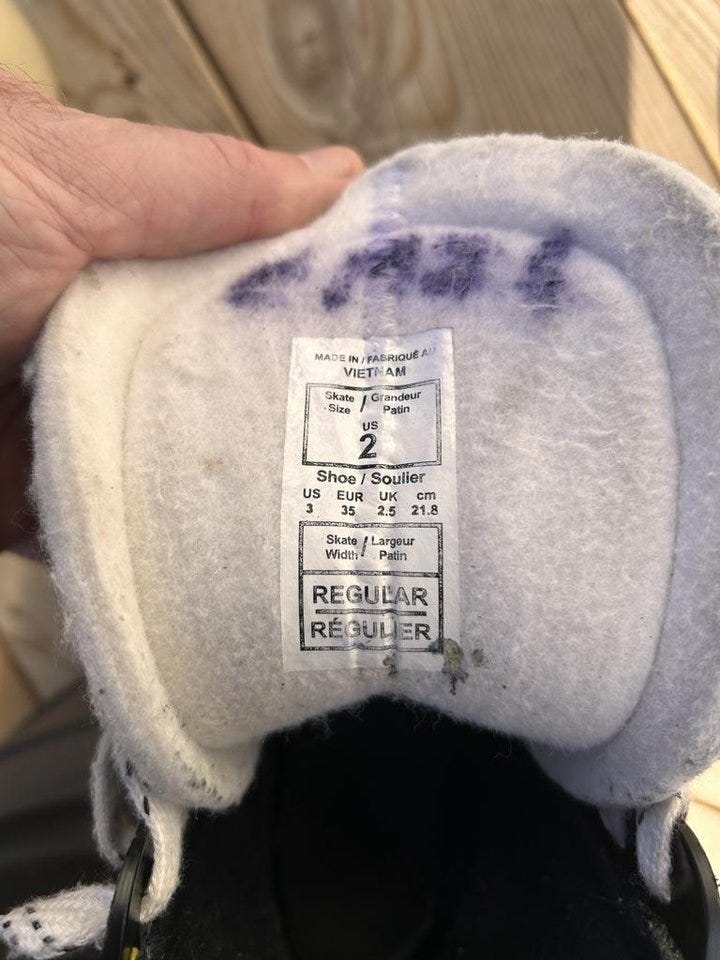 MADE IN / FABRIQUÉ AU
VIETNAM
Skate / Grandeur
Size Patin
US
2
Shoe / Soulier
US EUR UK cm
3 35 2.5 21.8
Skate / Largeur
Width Patin
REGULAR
RÉGULIER